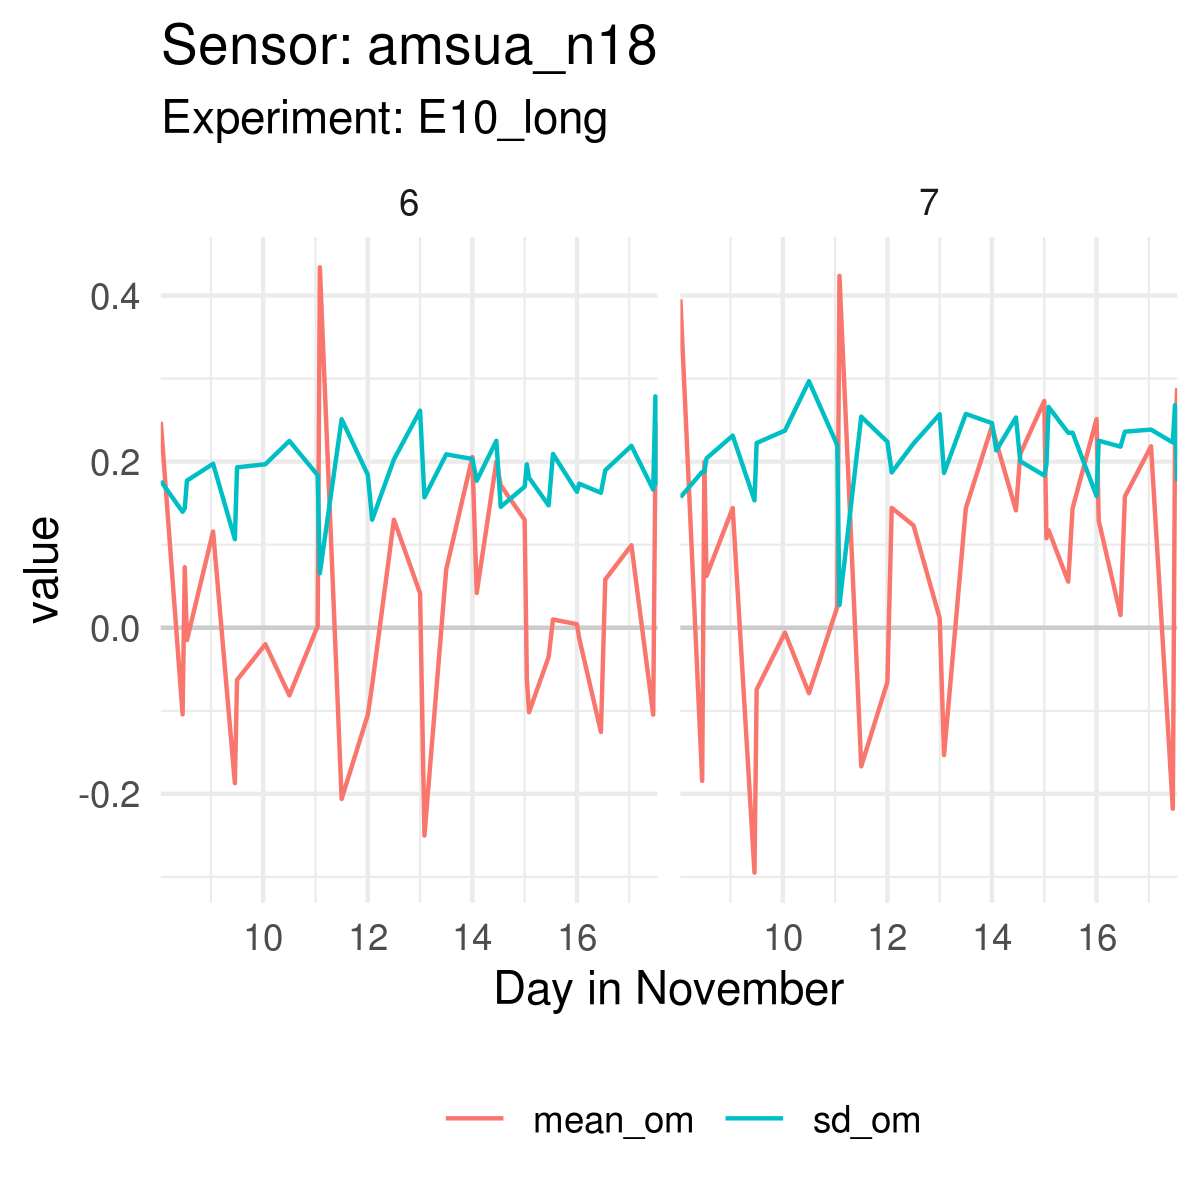 Sensor: amsua_n18
Experiment: E10_long
6 7
0.4
0.2
0.0
-0.2
value
10 12 14 16 10 12 14 16
Day in November
mean_om sd_om